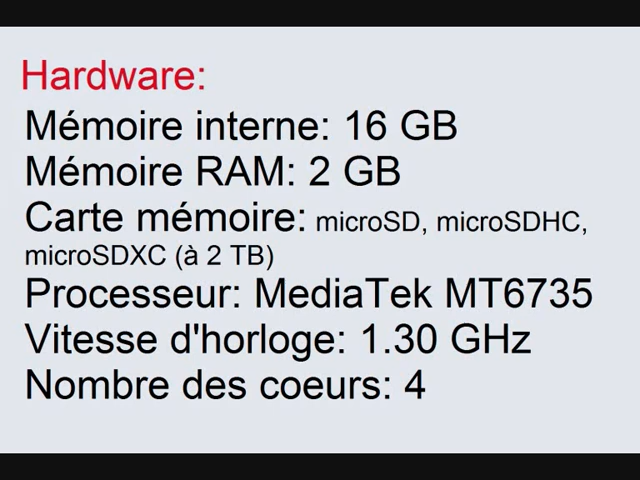 Hardware:
Mémoire interne: 16 GB
Mémoire RAM: 2 GB
Carte mémoire: microSD, microSDHC,
microSDXC (à 2 TB)
Processeur: MediaTek MT6735
Vitesse d'horloge: 1.30 GHz
Nombre des coeurs: 4